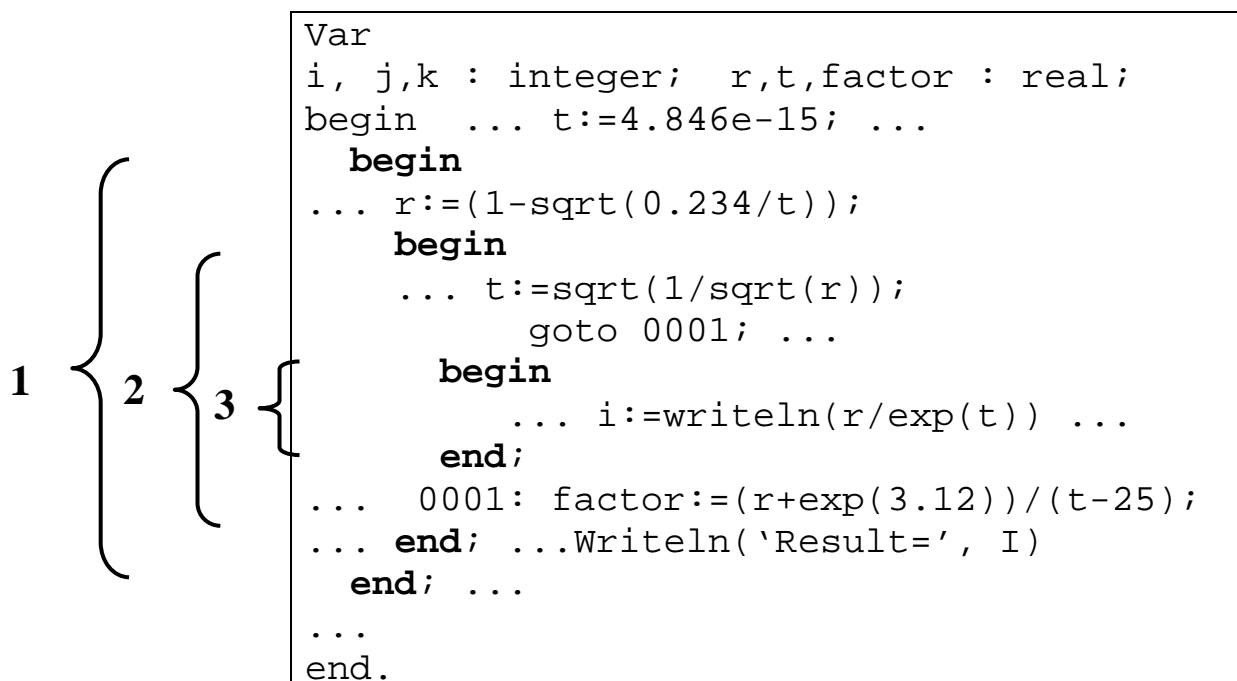 Var
i, j,k : integer; r,t,factor : real;
begin ... t:=4.846e-15; ...
begin
... r:=(1-sqrt(0.234/t));
begin
... t:=sqrt(1/sqrt(r));
goto 0001; ...
1 2 3
begin
... i:=writeln(r/exp(t)) ...
end;
... 0001: factor:=(r+exp(3.12))/(t-25);
... end; ...Writeln(‘Result=’, I)
end; ...
...
end.